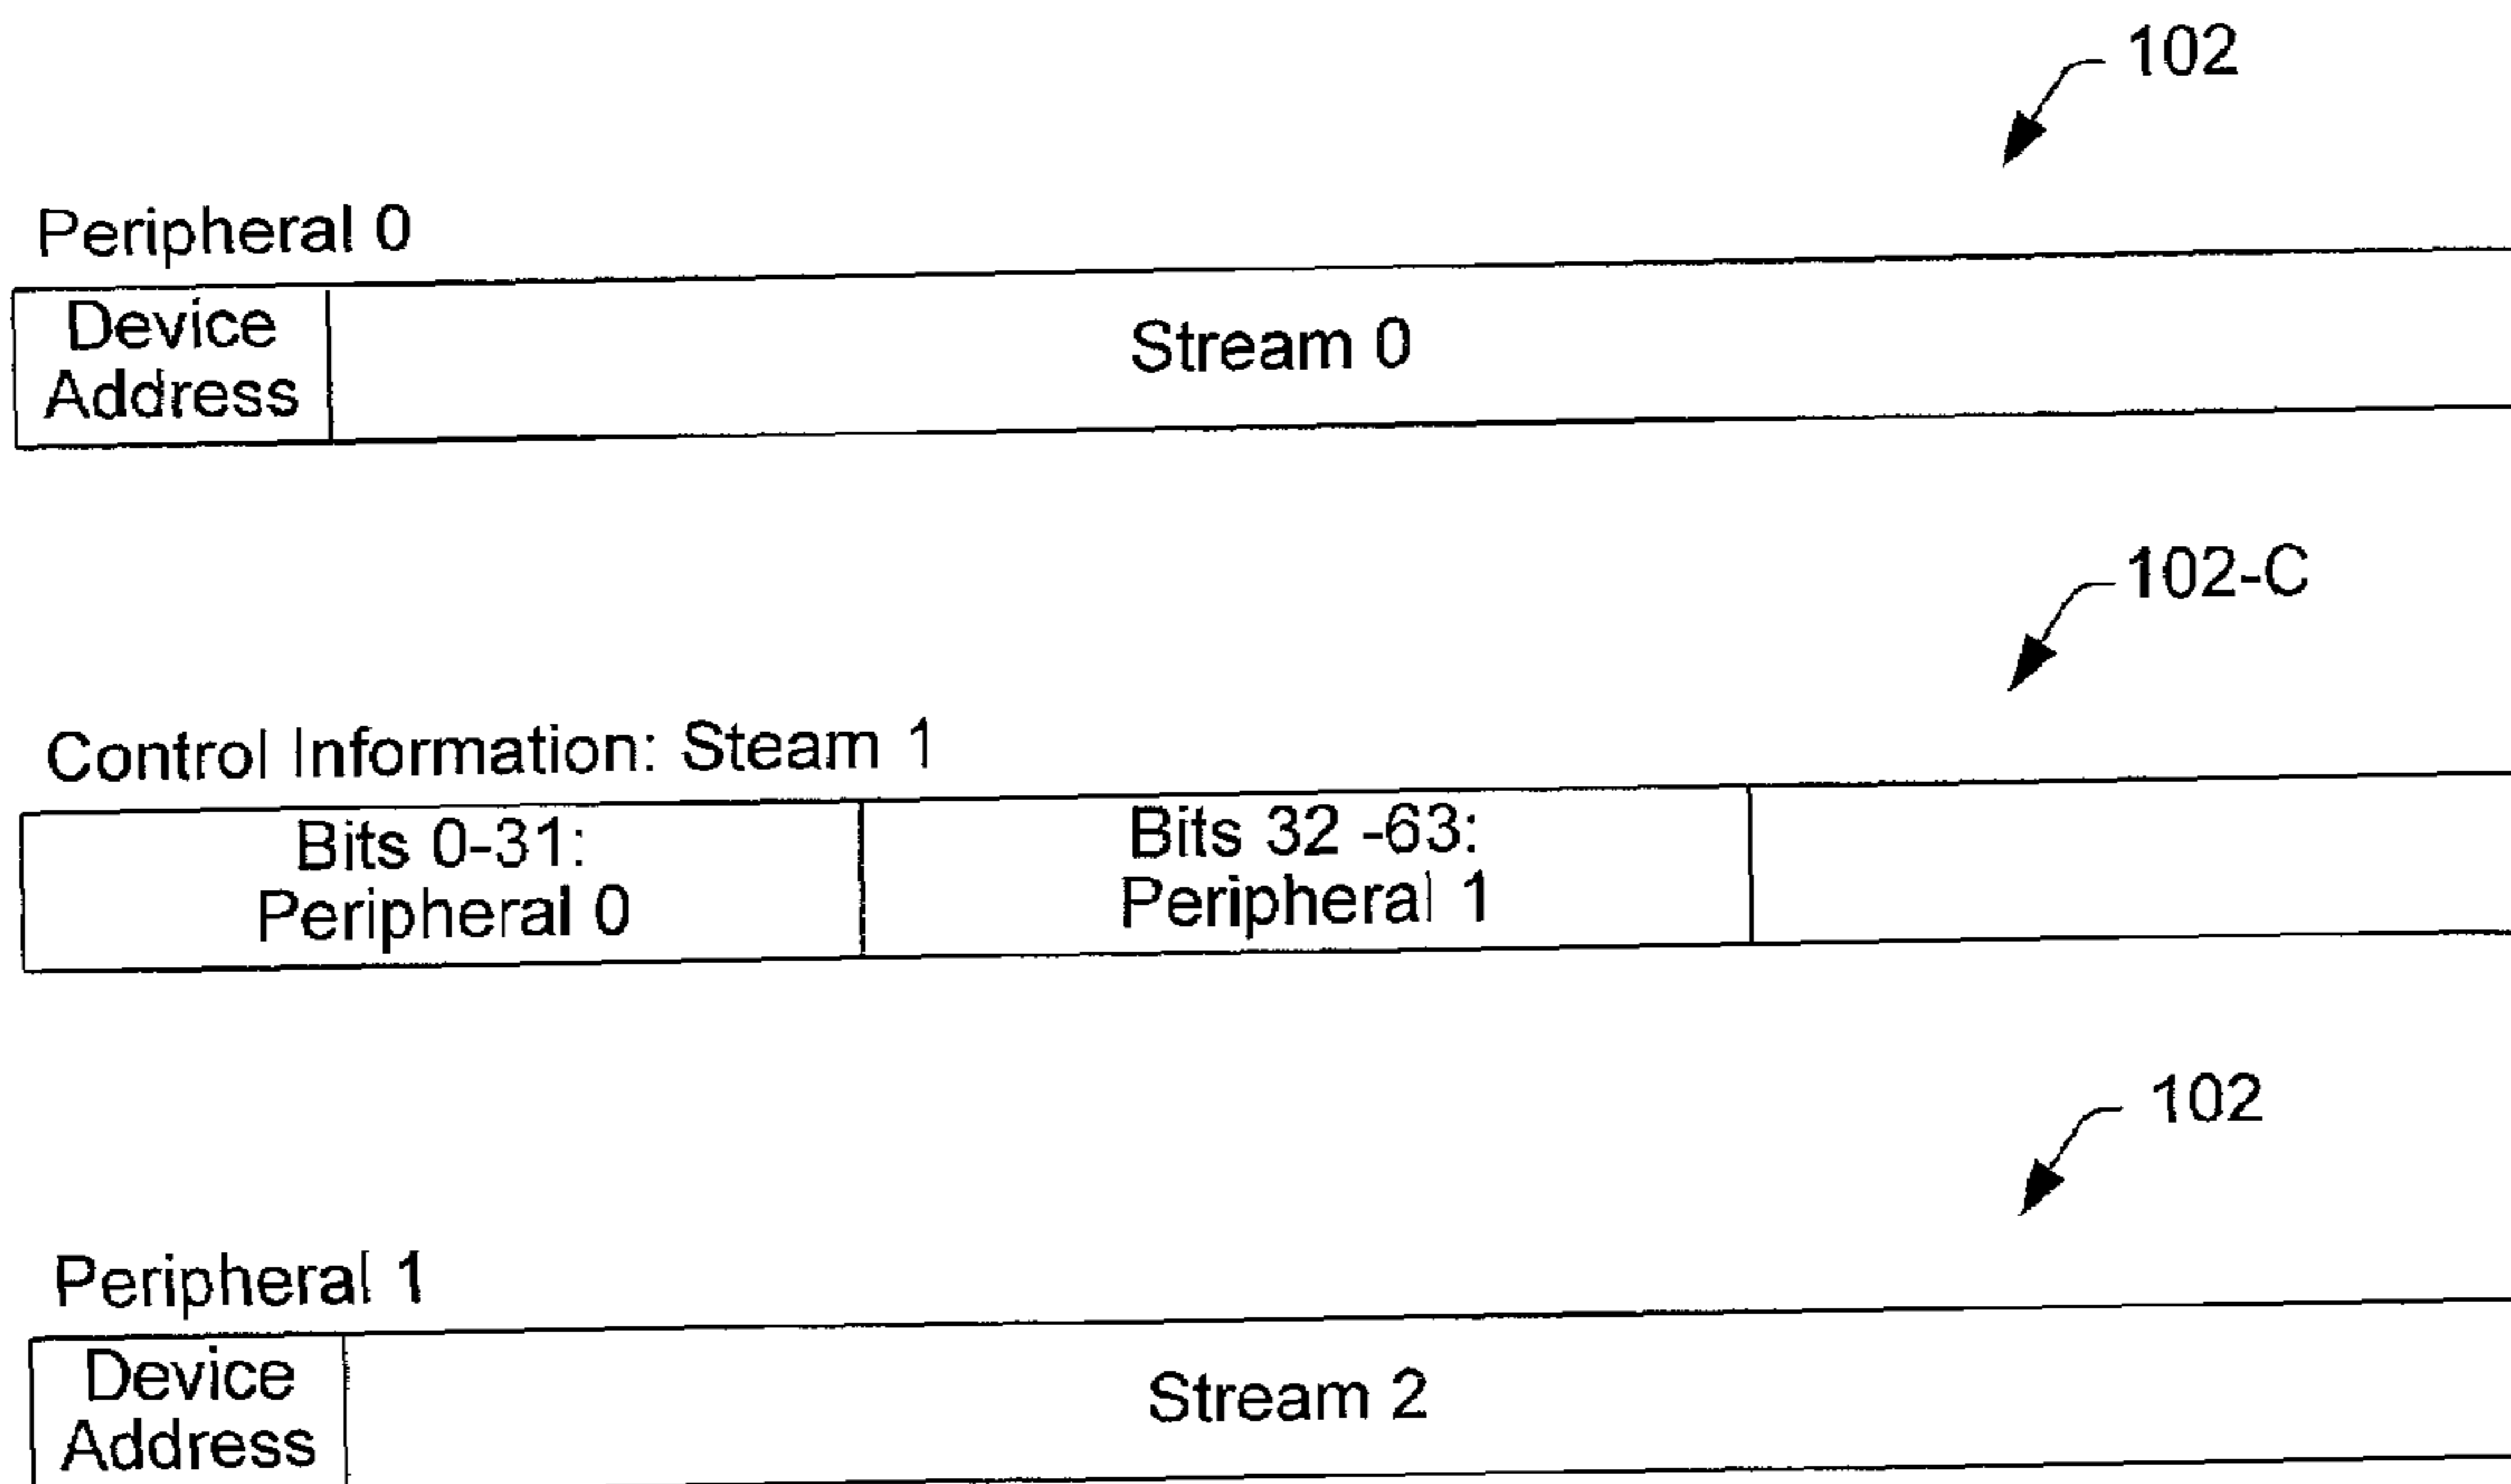 102
Peripheral 0
Device
Address
Stream 0
102-C
Control Information: Steam 1
Bits 0-31:
Peripheral 0
Bits 32 -63:
Peripheral 1
102
Peripheral 1
Device
Address
Stream 2